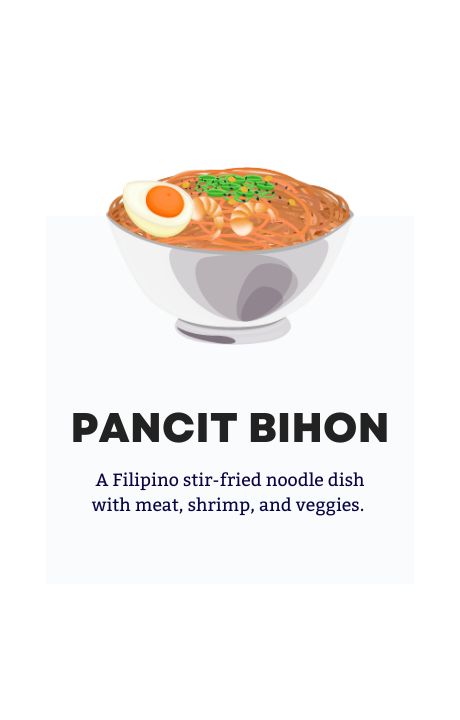 PANCIT BIHON
A Filipino stir-fried noodle dish
with meat, shrimp, and veggies.